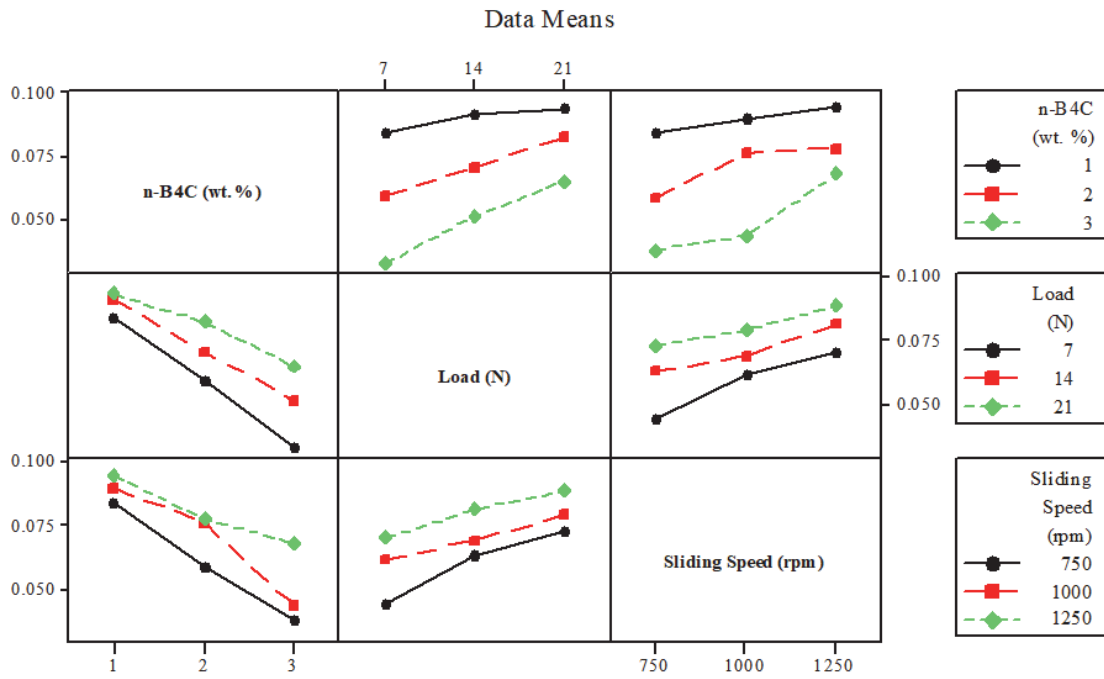 Data Means
7 14 21
0.100
0.075
0.050
n-B4C (wt.%)
n-B4C
(wt. %)
1
2
3
Load (N)
0.100
0.075
0.050
Load
(N)
7
14
21
0.100
0.075
0.050
Sliding Speed (rpm)
Sliding
Speed
(rpm)
750
1000
1250
1 2 3
750 1000 1250